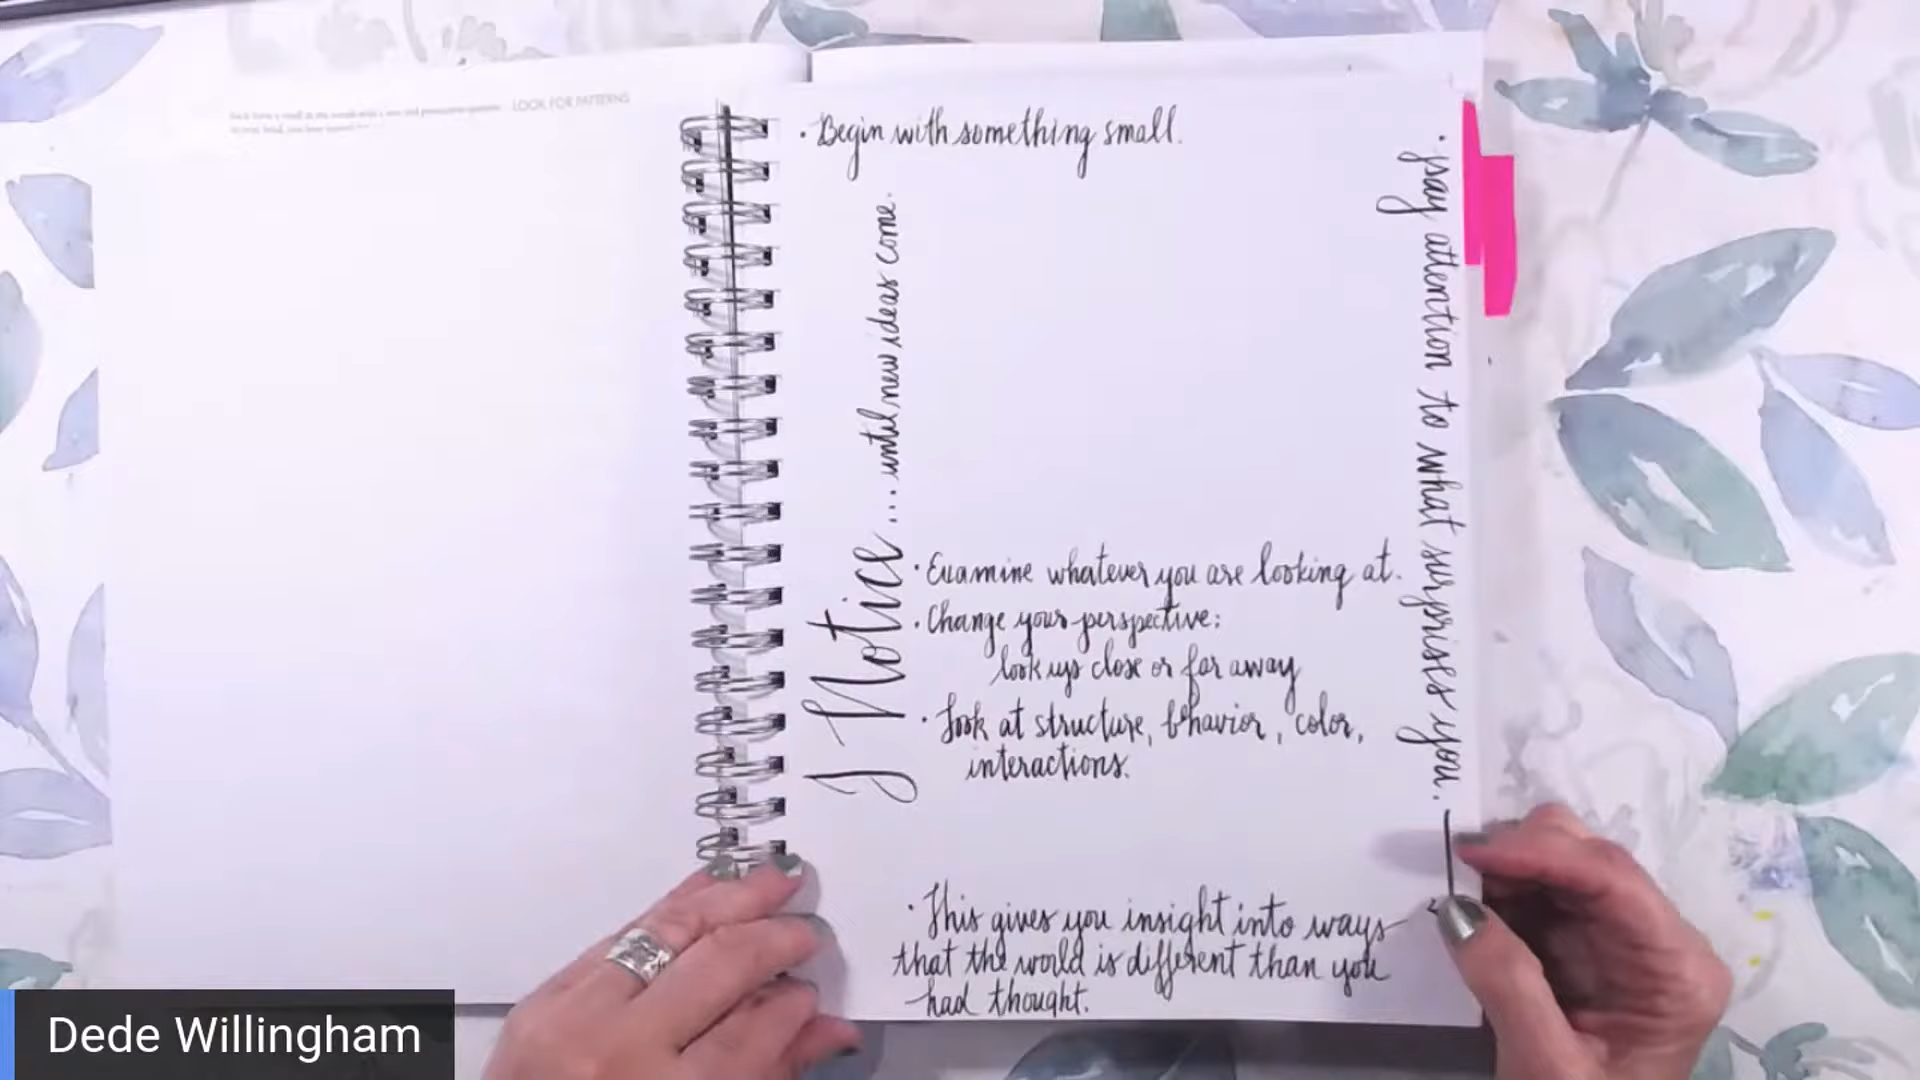 LOOK FOR PATTERNS
• Begin with something small.
I Notice ... until new ideas come.
• Examine whatever you are looking at.
• Change your perspective:
look up close or far away
• Look at structure, behavior, color,
interactions.
• pay attention to what surprises you.
• This gives you insight into ways
that the world is different than you
had thought.
Dede Willingham